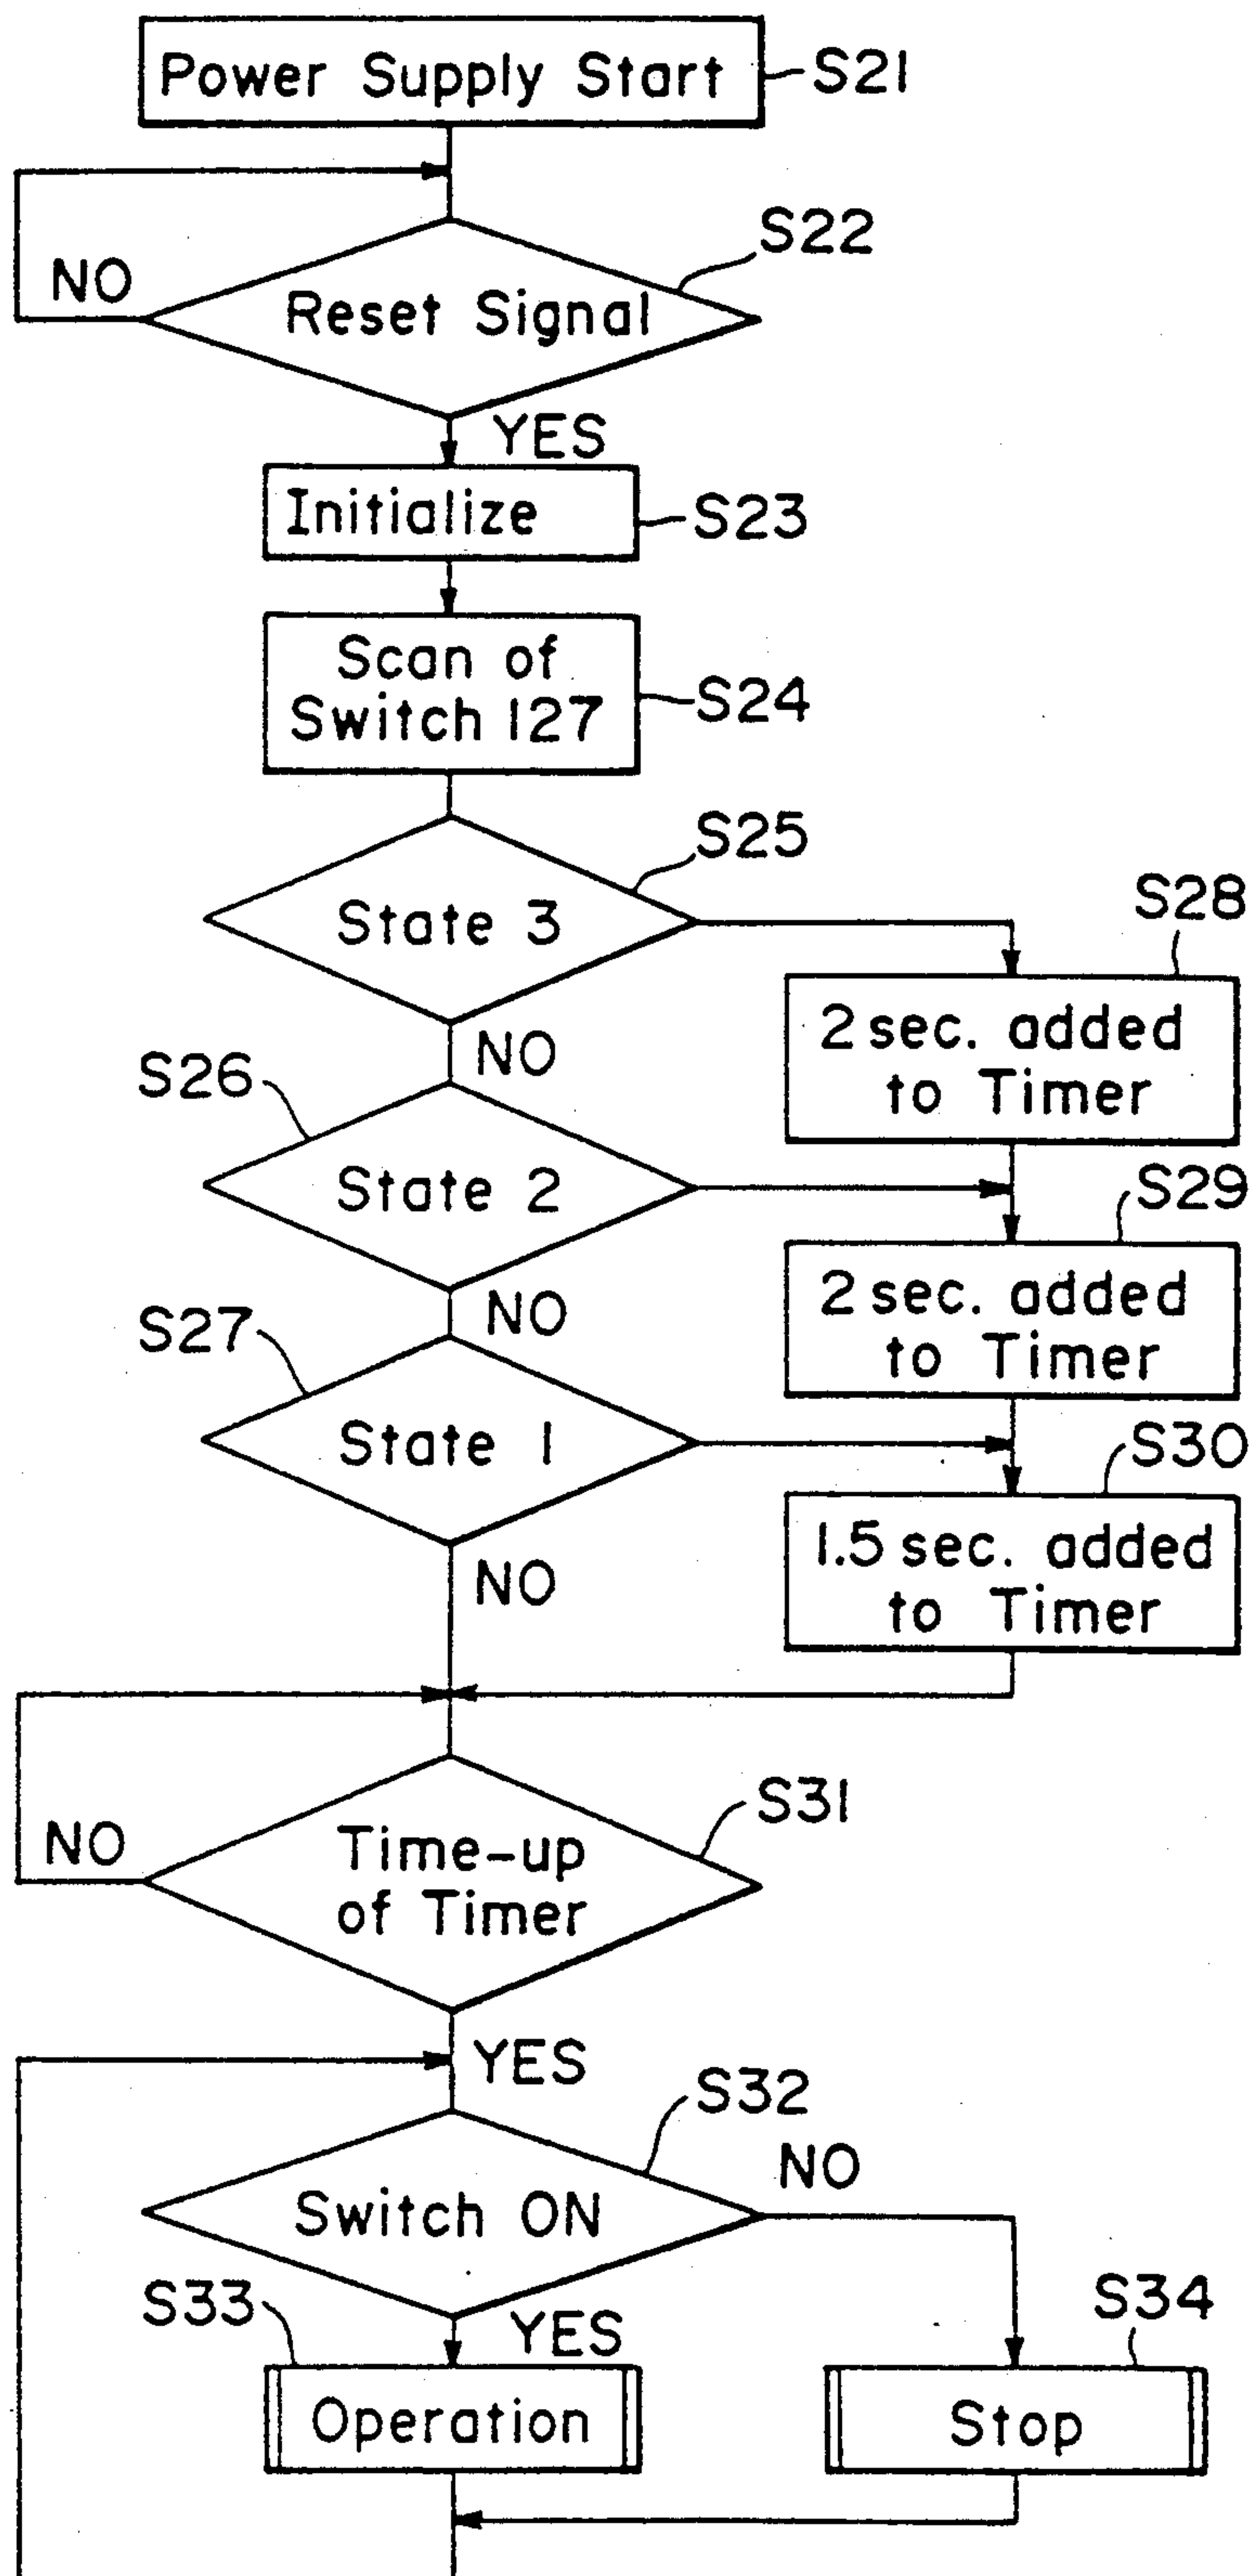 Power Supply Start
S21
S22
NO
Reset Signal
YES
Initialize
S23
Scan of
Switch 127
S24
S25
State 3
S28
NO
2 sec. added
to Timer
S26
State 2
S29
NO
2 sec. added
to Timer
S27
State 1
S30
NO
1.5 sec. added
to Timer
S31
NO
Time-up
of Timer
YES
S32
NO
Switch ON
S33
YES
S34
Operation
Stop